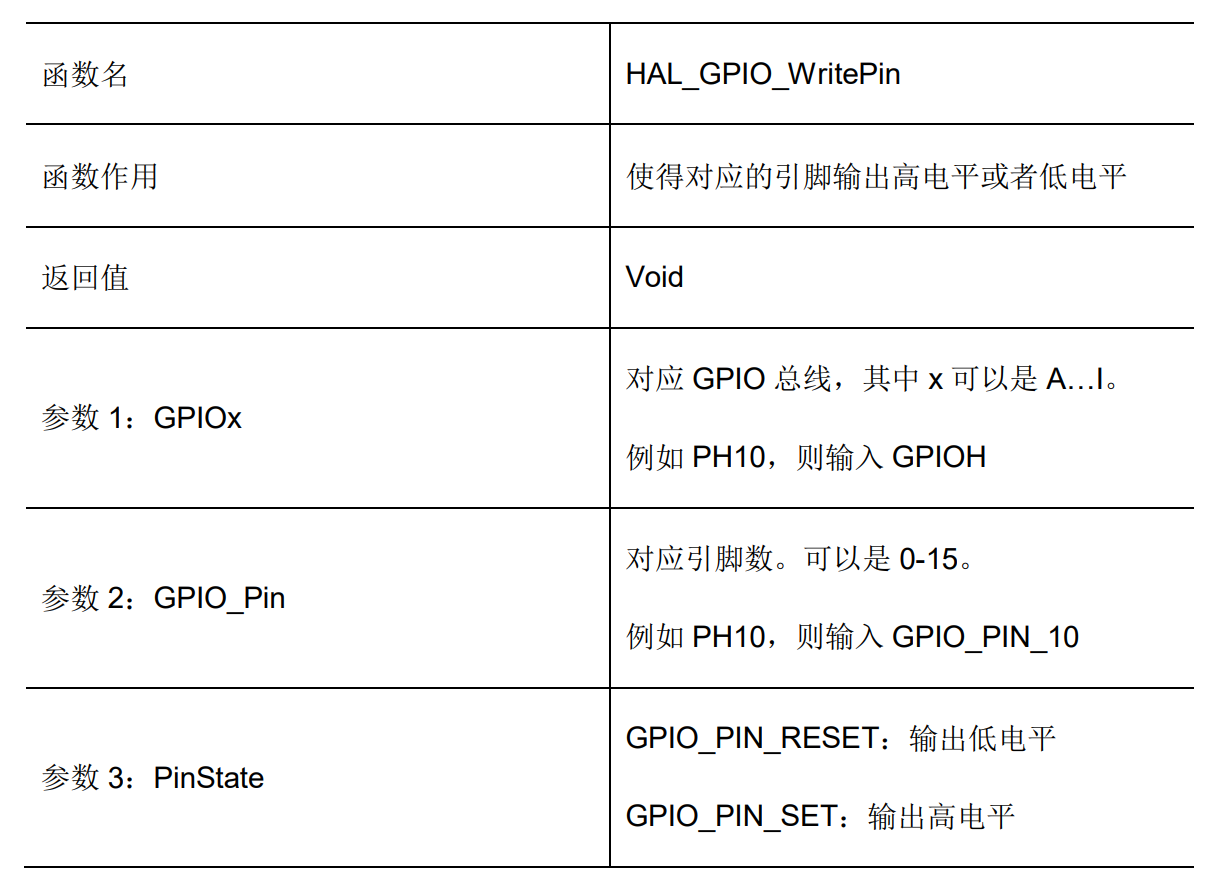 函数名
HAL_GPIO_WritePin
函数作用
使得对应的引脚输出高电平或者低电平
返回值
Void
参数 1：GPIOx
对应 GPIO 总线，其中 x 可以是 A…I。
例如 PH10，则输入 GPIOH
参数 2：GPIO_Pin
对应引脚数。可以是 0-15。
例如 PH10，则输入 GPIO_PIN_10
参数 3：PinState
GPIO_PIN_RESET：输出低电平
GPIO_PIN_SET：输出高电平